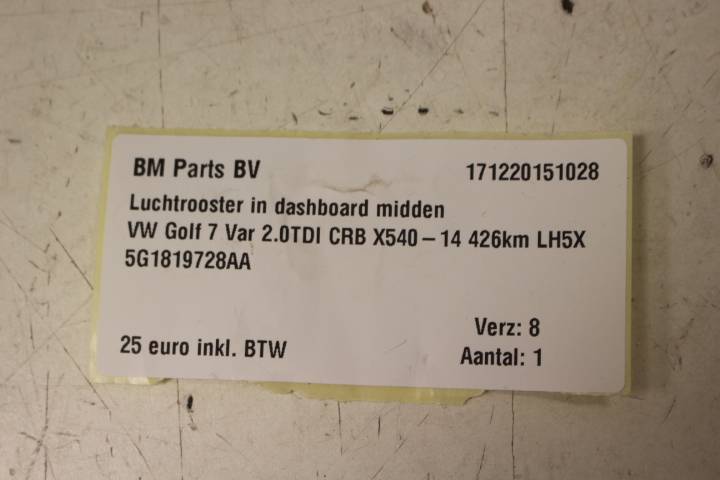 BM Parts BV 171220151028
Luchtrooster in dashboard midden
VW Golf 7 Var 2.0TDI CRB X540 – 14 426km LH5X
5G1819728AA
Verz: 8
25 euro inkl. BTW Aantal: 1